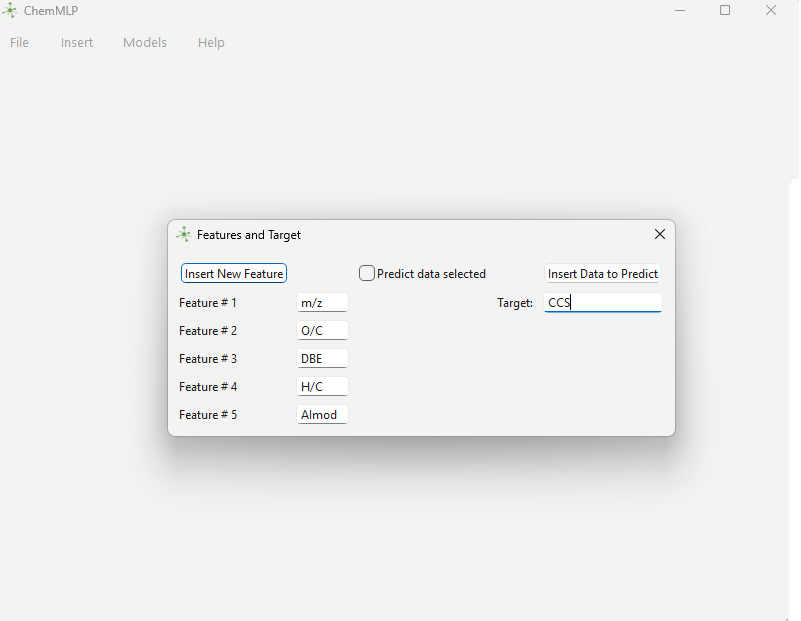 ChemMLP
File Insert Models Help
Features and Target
Insert New Feature Predict data selected Insert Data to Predict
Feature # 1 m/z Target: CCS
Feature # 2 O/C
Feature # 3 DBE
Feature # 4 H/C
Feature # 5 AImod